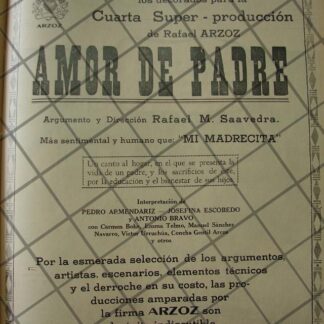 ARZOZ
los decorados para la
Cuarta Super - producción
de Rafael ARZOZ
AMOR DE PADRE
Argumento y Dirección Rafael M. Saavedra.
Más sentimental y humano que: "MI MADRECITA"
Un canto al hogar, en el que se presenta la
vida de un padre, y los sacrificios de éste,
por la educación y el bienestar de sus hijos.
Interpretación de
PEDRO ARMENDARIZ - JOSEFINA ESCOBEDO
y ANTONIO BRAVO
con Carmen Bohr, Emma Telmo, Manuel Sánchez
Navarro, Víctor Urruchúa, Concha Gentil Arcos
y otros
Por la esmerada selección de los argumentos,
artistas, escenarios, elementos técnicos
y el derroche en su costo, las pro-
ducciones amparadas por
la firma ARZOZ son